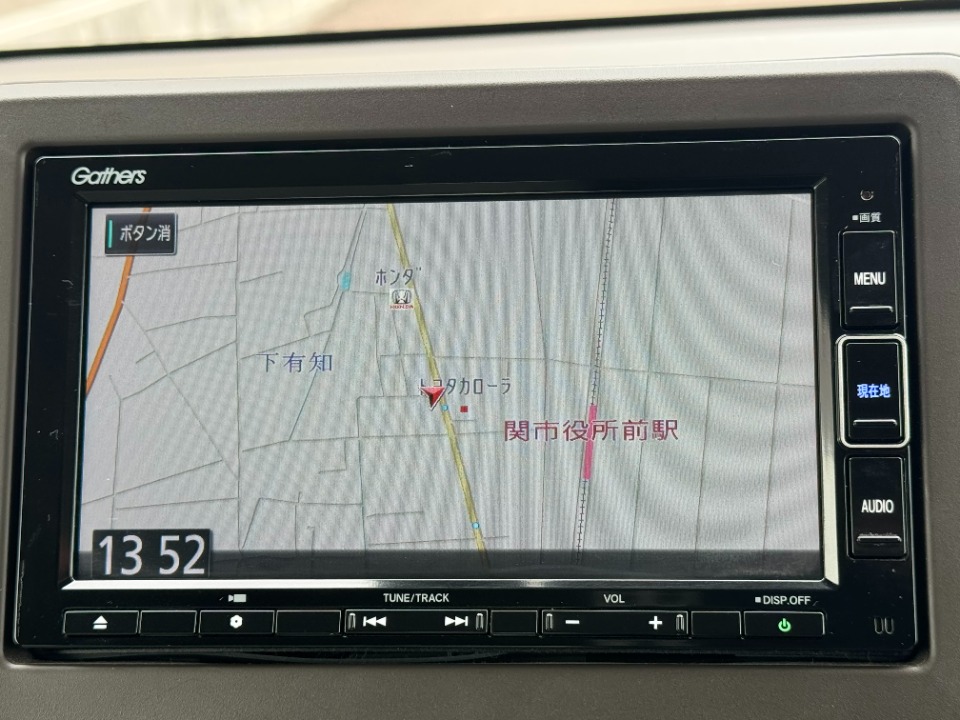 Gathers
ボタン消
ホンダ
下有知
トヨタカローラ
関市役所前駅
13 52
画質
MENU
現在地
AUDIO
TUNE/TRACK
VOL
DISP.OFF